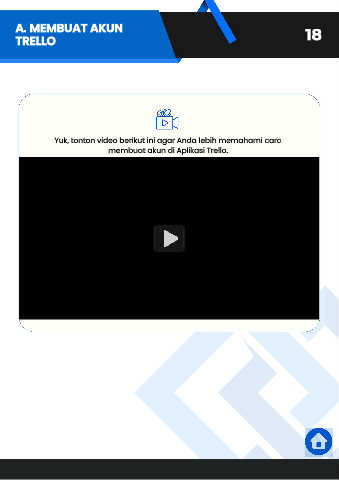 A. MEMBUAT AKUN
TRELLO
18
Yuk, tonton video berikut ini agar Anda lebih memahami cara
membuat akun di Aplikasi Trello.